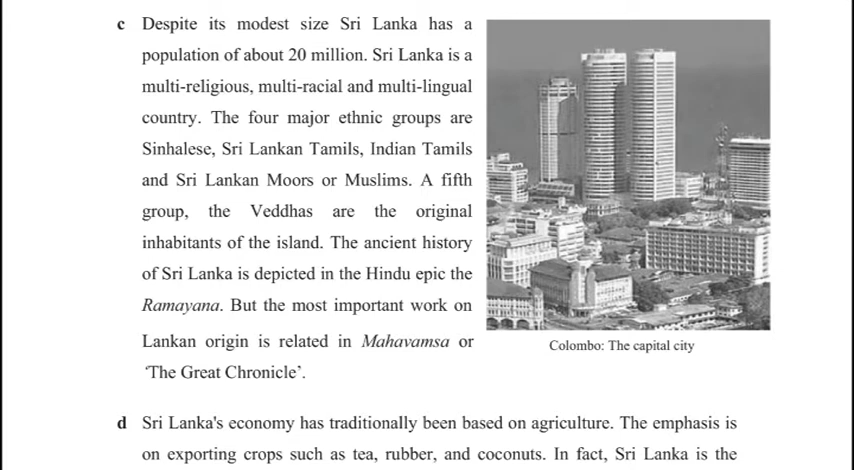 c Despite its modest size Sri Lanka has a
population of about 20 million. Sri Lanka is a
multi-religious, multi-racial and multi-lingual
country. The four major ethnic groups are
Sinhalese, Sri Lankan Tamils, Indian Tamils
and Sri Lankan Moors or Muslims. A fifth
group, the Veddhas are the original
inhabitants of the island. The ancient history
of Sri Lanka is depicted in the Hindu epic the
Ramayana. But the most important work on
Lankan origin is related in Mahavamsa or
'The Great Chronicle'.
Colombo: The capital city
d Sri Lanka's economy has traditionally been based on agriculture. The emphasis is
on exporting crops such as tea, rubber, and coconuts. In fact, Sri Lanka is the